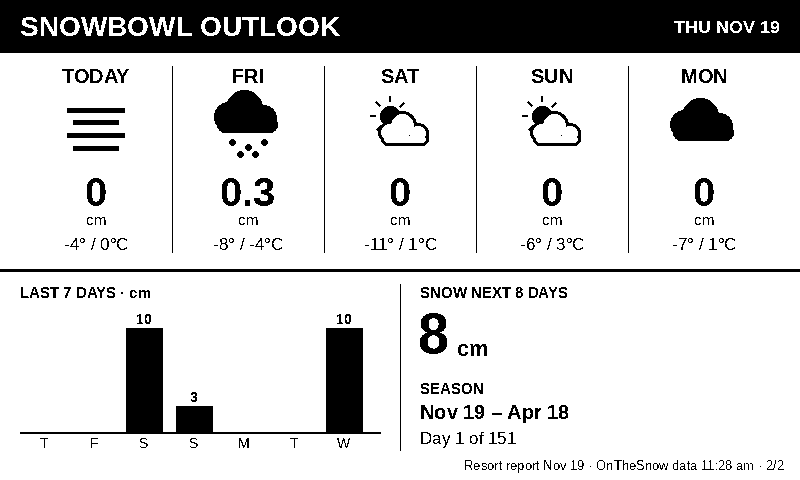 SNOWBOWL OUTLOOK THU NOV 19
TODAY FRI SAT SUN MON
0 0.3 0 0 0
cm cm cm cm cm
-4° / 0°C -8° / -4°C -11° / 1°C -6° / 3°C -7° / 1°C
LAST 7 DAYS · cm
10 3 10
T F S S M T W
SNOW NEXT 8 DAYS
8 cm
SEASON
Nov 19 – Apr 18
Day 1 of 151
Resort report Nov 19 · OnTheSnow data 11:28 am · 2/2